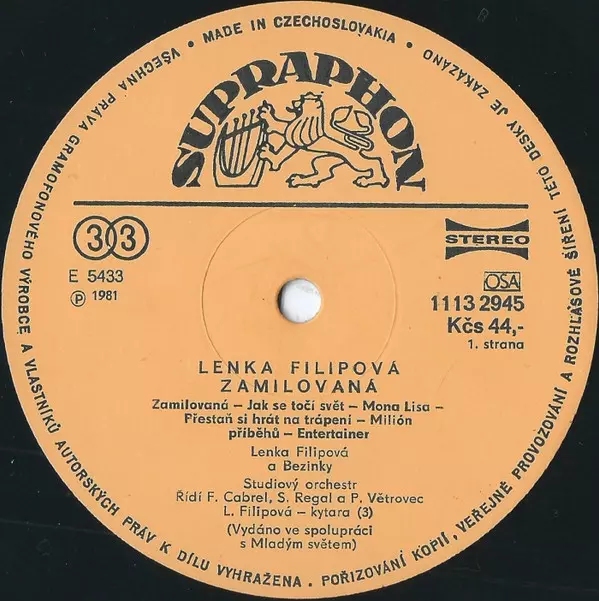 VŠECHNA PRÁVA GRAMOFONOVÉHO VÝROBCE A VLASTNÍKŮ AUTORSKÝCH PRÁV K DÍLU VYHRAŽENA • POŘIZOVÁNÍ KOPIÍ, VEŘEJNÉ PROVOZOVÁNÍ A ROZHLASOVÉ ŠÍŘENÍ TÉTO DESKY JE ZAKÁZÁNO
• MADE IN CZECHOSLOVAKIA •
SUPRAPHON
33
STEREO
E 5433
Ⓟ 1981
OSA
1113 2945
Kčs 44,-
1. strana
LENKA FILIPOVÁ
ZAMILOVANÁ
Zamilovaná – Jak se točí svět – Mona Lisa –
Přestaň si hrát na trápení – Milión
příběhů – Entertainer
Lenka Filipová
a Bezinky
Studiový orchestr
Řídí F. Cabrel, S. Regal a P. Větrovec
L. Filipová – kytara (3)
(Vydáno ve spolupráci
s Mladým světem)